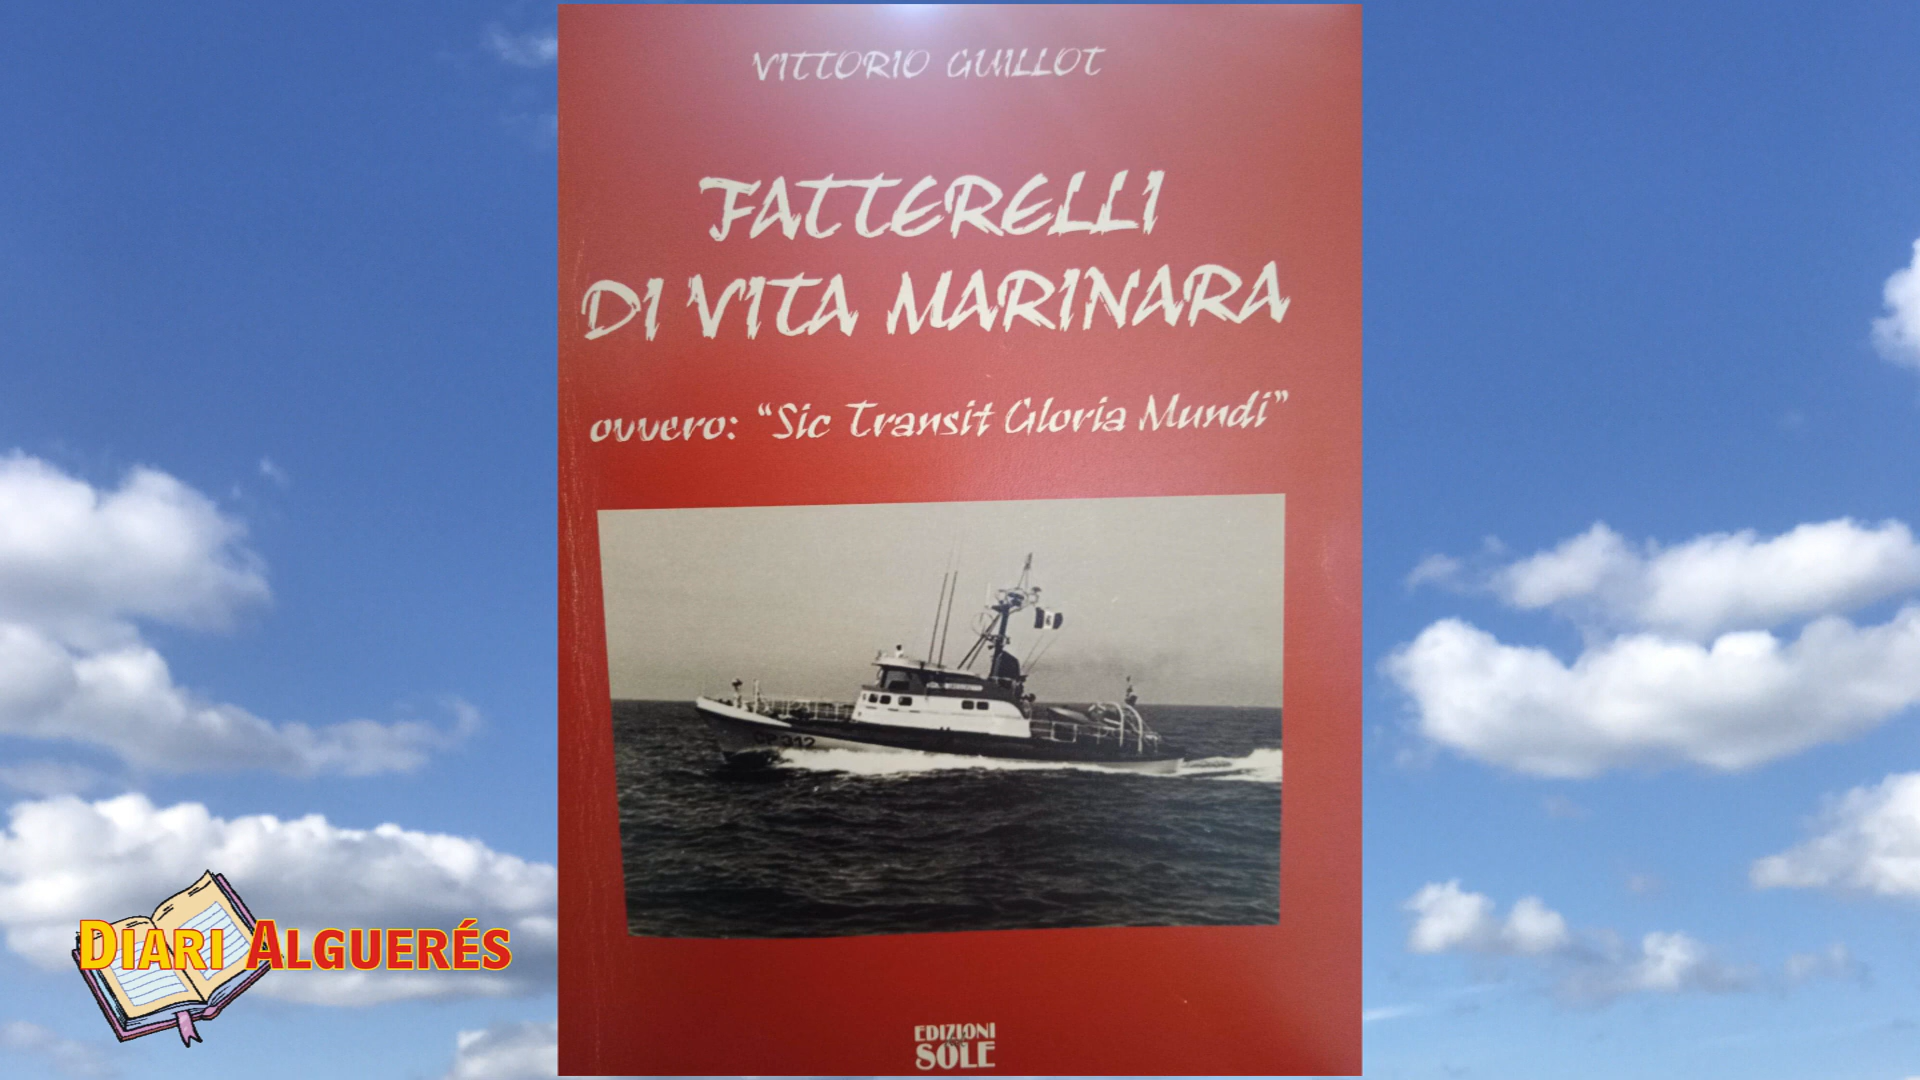 VITTORIO GUILLOT
FATTERELLI
DI VITA MARINARA
ovvero: “Sic Transit Gloria Mundi”
CP 312
EDIZIONI
SOLE
DIARI ALGUERÉS